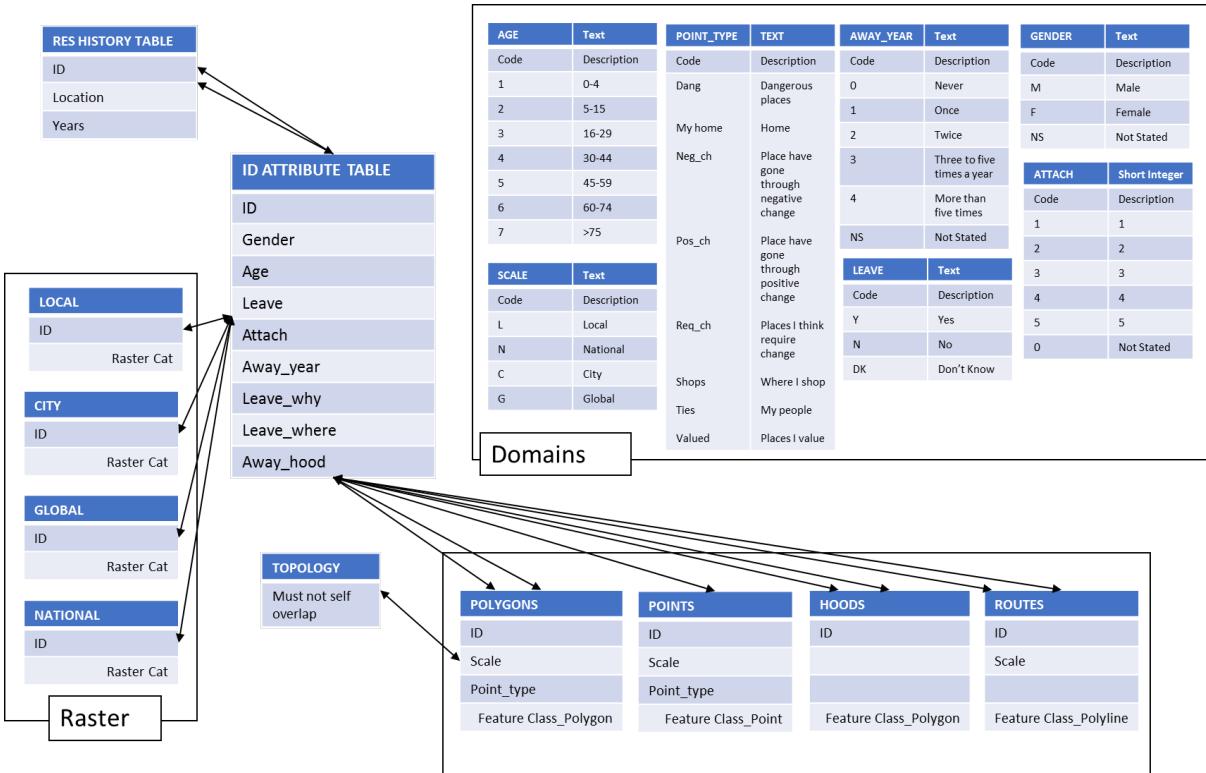 RES HISTORY TABLE
ID
Location
Years
ID ATTRIBUTE TABLE
ID
Gender
Age
Leave
Attach
Away_year
Leave_why
Leave_where
Away_hood
LOCAL
ID
Raster Cat
CITY
ID
Raster Cat
GLOBAL
ID
Raster Cat
NATIONAL
ID
Raster Cat
Raster
AGE Text
Code Description
1 0-4
2 5-15
3 16-29
4 30-44
5 45-59
6 60-74
7 >75
SCALE Text
Code Description
L Local
N National
C City
G Global
POINT_TYPE TEXT
Code Description
Dang Dangerous
places
My home Home
Neg_ch Place have
gone
through
negative
change
Pos_ch Place have
gone
through
positive
change
Req_ch Places I think
require
change
Shops Where I shop
Ties My people
Valued Places I value
AWAY_YEAR Text
Code Description
0 Never
1 Once
2 Twice
3 Three to five
times a year
4 More than
five times
NS Not Stated
LEAVE Text
Code Description
Y Yes
N No
DK Don't Know
GENDER Text
Code Description
M Male
F Female
NS Not Stated
ATTACH Short Integer
Code Description
1 1
2 2
3 3
4 4
5 5
0 Not Stated
Domains
TOPOLOGY
Must not self
overlap
POLYGONS
ID
Scale
Point_type
Feature Class_Polygon
POINTS
ID
Scale
Point_type
Feature Class_Point
HOODS
ID
Feature Class_Polygon
ROUTES
ID
Scale
Feature Class_Polyline